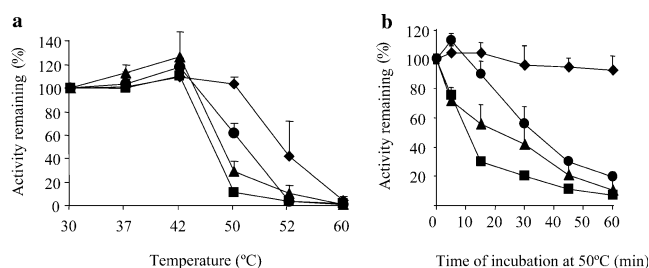 a
b
140
120
100
80
60
40
20
0
Activity remaining (%)
30 37 42 50 52 60
Temperature (ºC)
120
100
80
60
40
20
Activity remaining (%)
0 10 20 30 40 50 60
Time of incubation at 50ºC (min)